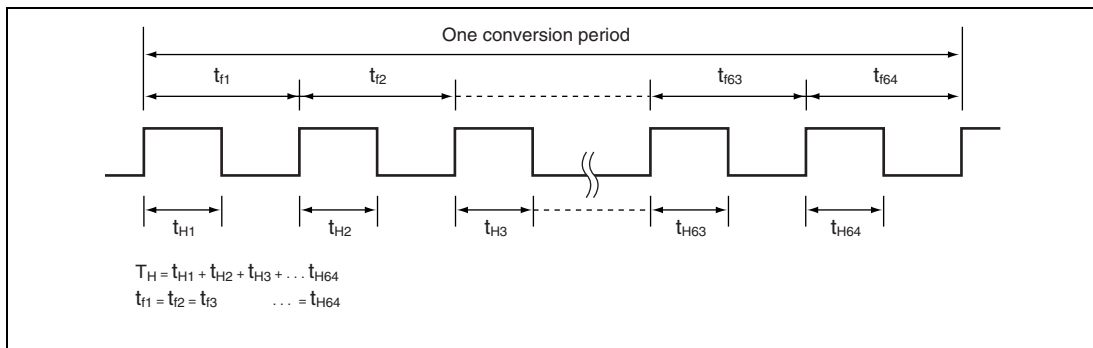 One conversion period
tf1 tf2 tf63 tf64
tH1 tH2 tH3 tH63 tH64
TH = tH1 + tH2 + tH3 + . . . tH64
tf1 = tf2 = tf3 . . . = tH64